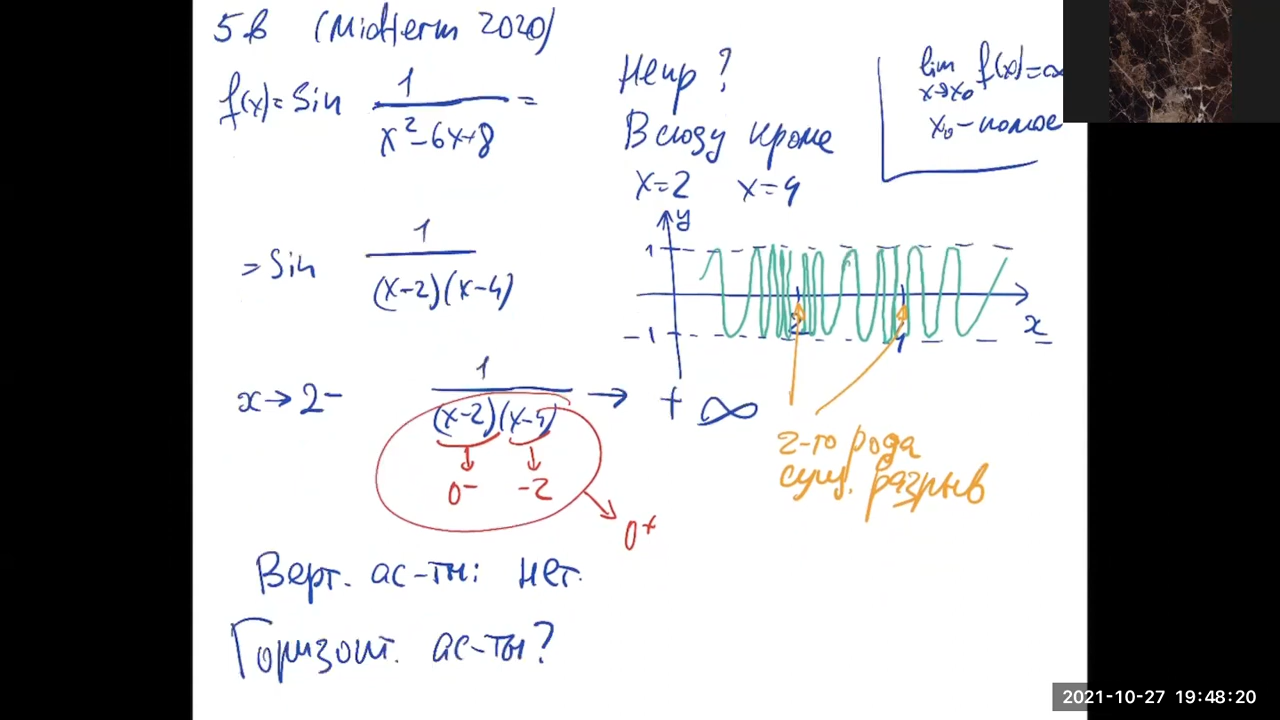 5b (Midterm 2020)
f(x) = sin 1/(x²-6x+8) =
= sin 1/((x-2)(x-4))
x→2- 1/((x-2)(x-4)) → +∞
0- -2
0+
Непр?
Всюду кроме
x=2 x=4
lim f(x)=∞
x→x₀
x₀ - полюс
y
1
-1
2
4
x
2-го рода
сущ. разрыв
Верт. ас-ты: нет.
Горизонт. ас-ты?
2021-10-27 19:48:20